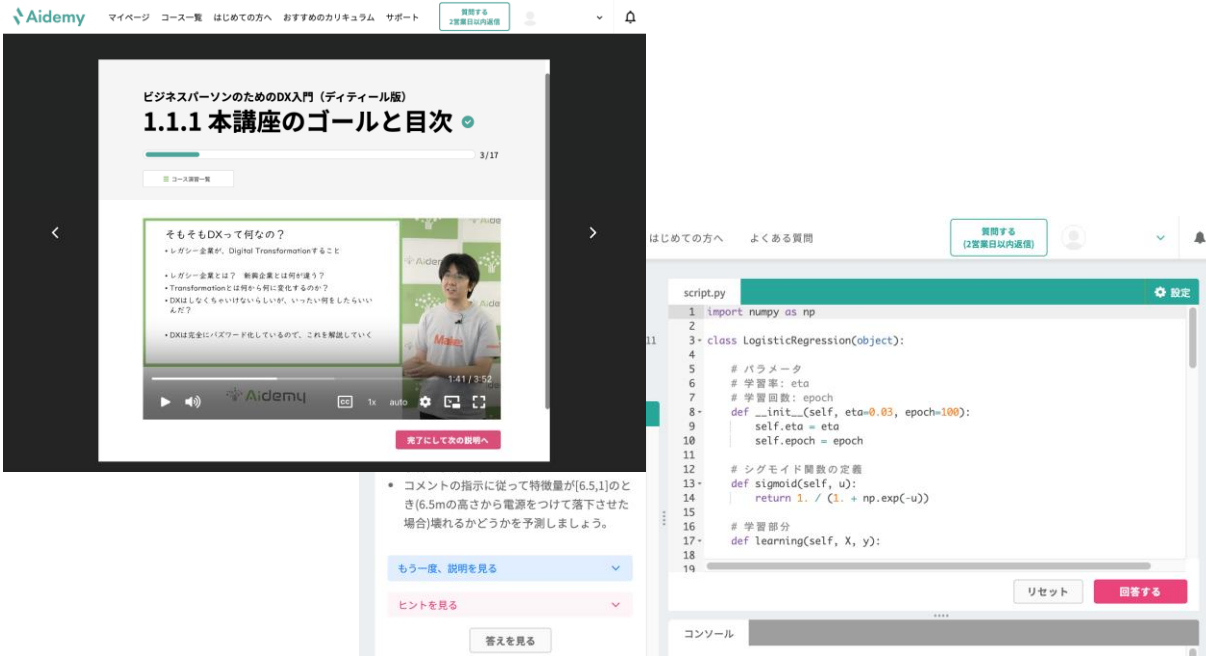 Aidemy
マイページ コース一覧 はじめての方へ おすすめのカリキュラム サポート
質問する
2営業日以内返信
ビジネスパーソンのためのDX入門（ディティール版）
1.1.1 本講座のゴールと目次
3/17
コース演習一覧
そもそもDXって何なの？
・レガシー企業が、Digital Transformationすること
・レガシー企業とは？ 新興企業とは何が違う？
・Transformationとは何から何に変化するのか？
・DXはしなくちゃいけないらしいが、いったい何をしたらいい
んだ？
・DXは完全にバズワード化しているので、これを解説していく
Make
1:41 / 3:52
Aidemy
CC 1x auto
完了にして次の説明へ
はじめての方へ よくある質問
質問する
(2営業日以内返信)
11
• コメントの指示に従って特徴量が[6.5,1]のと
き(6.5mの高さから電源をつけて落下させた
場合)壊れるかどうかを予測しましょう。
もう一度、説明を見る
ヒントを見る
答えを見る
script.py
設定
1 import numpy as np
2
3 class LogisticRegression(object):
4
5 # パラメータ
6 # 学習率: eta
7 # 学習回数: epoch
8 def __init__(self, eta=0.03, epoch=100):
9 self.eta = eta
10 self.epoch = epoch
11
12 # シグモイド関数の定義
13 def sigmoid(self, u):
14 return 1. / (1. + np.exp(-u))
15
16 # 学習部分
17 def learning(self, X, y):
18
19
リセット
回答する
コンソール